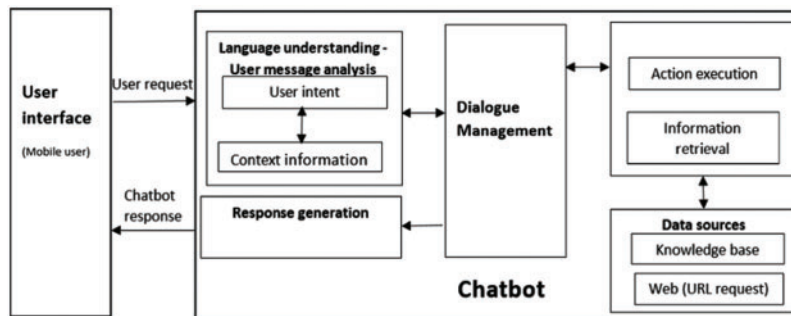 User
interface
(Mobile user)
User request
Chatbot
response
Language understanding -
User message analysis
User intent
Context information
Response generation
Dialogue
Management
Action execution
Information
retrieval
Data sources
Knowledge base
Web (URL request)
Chatbot